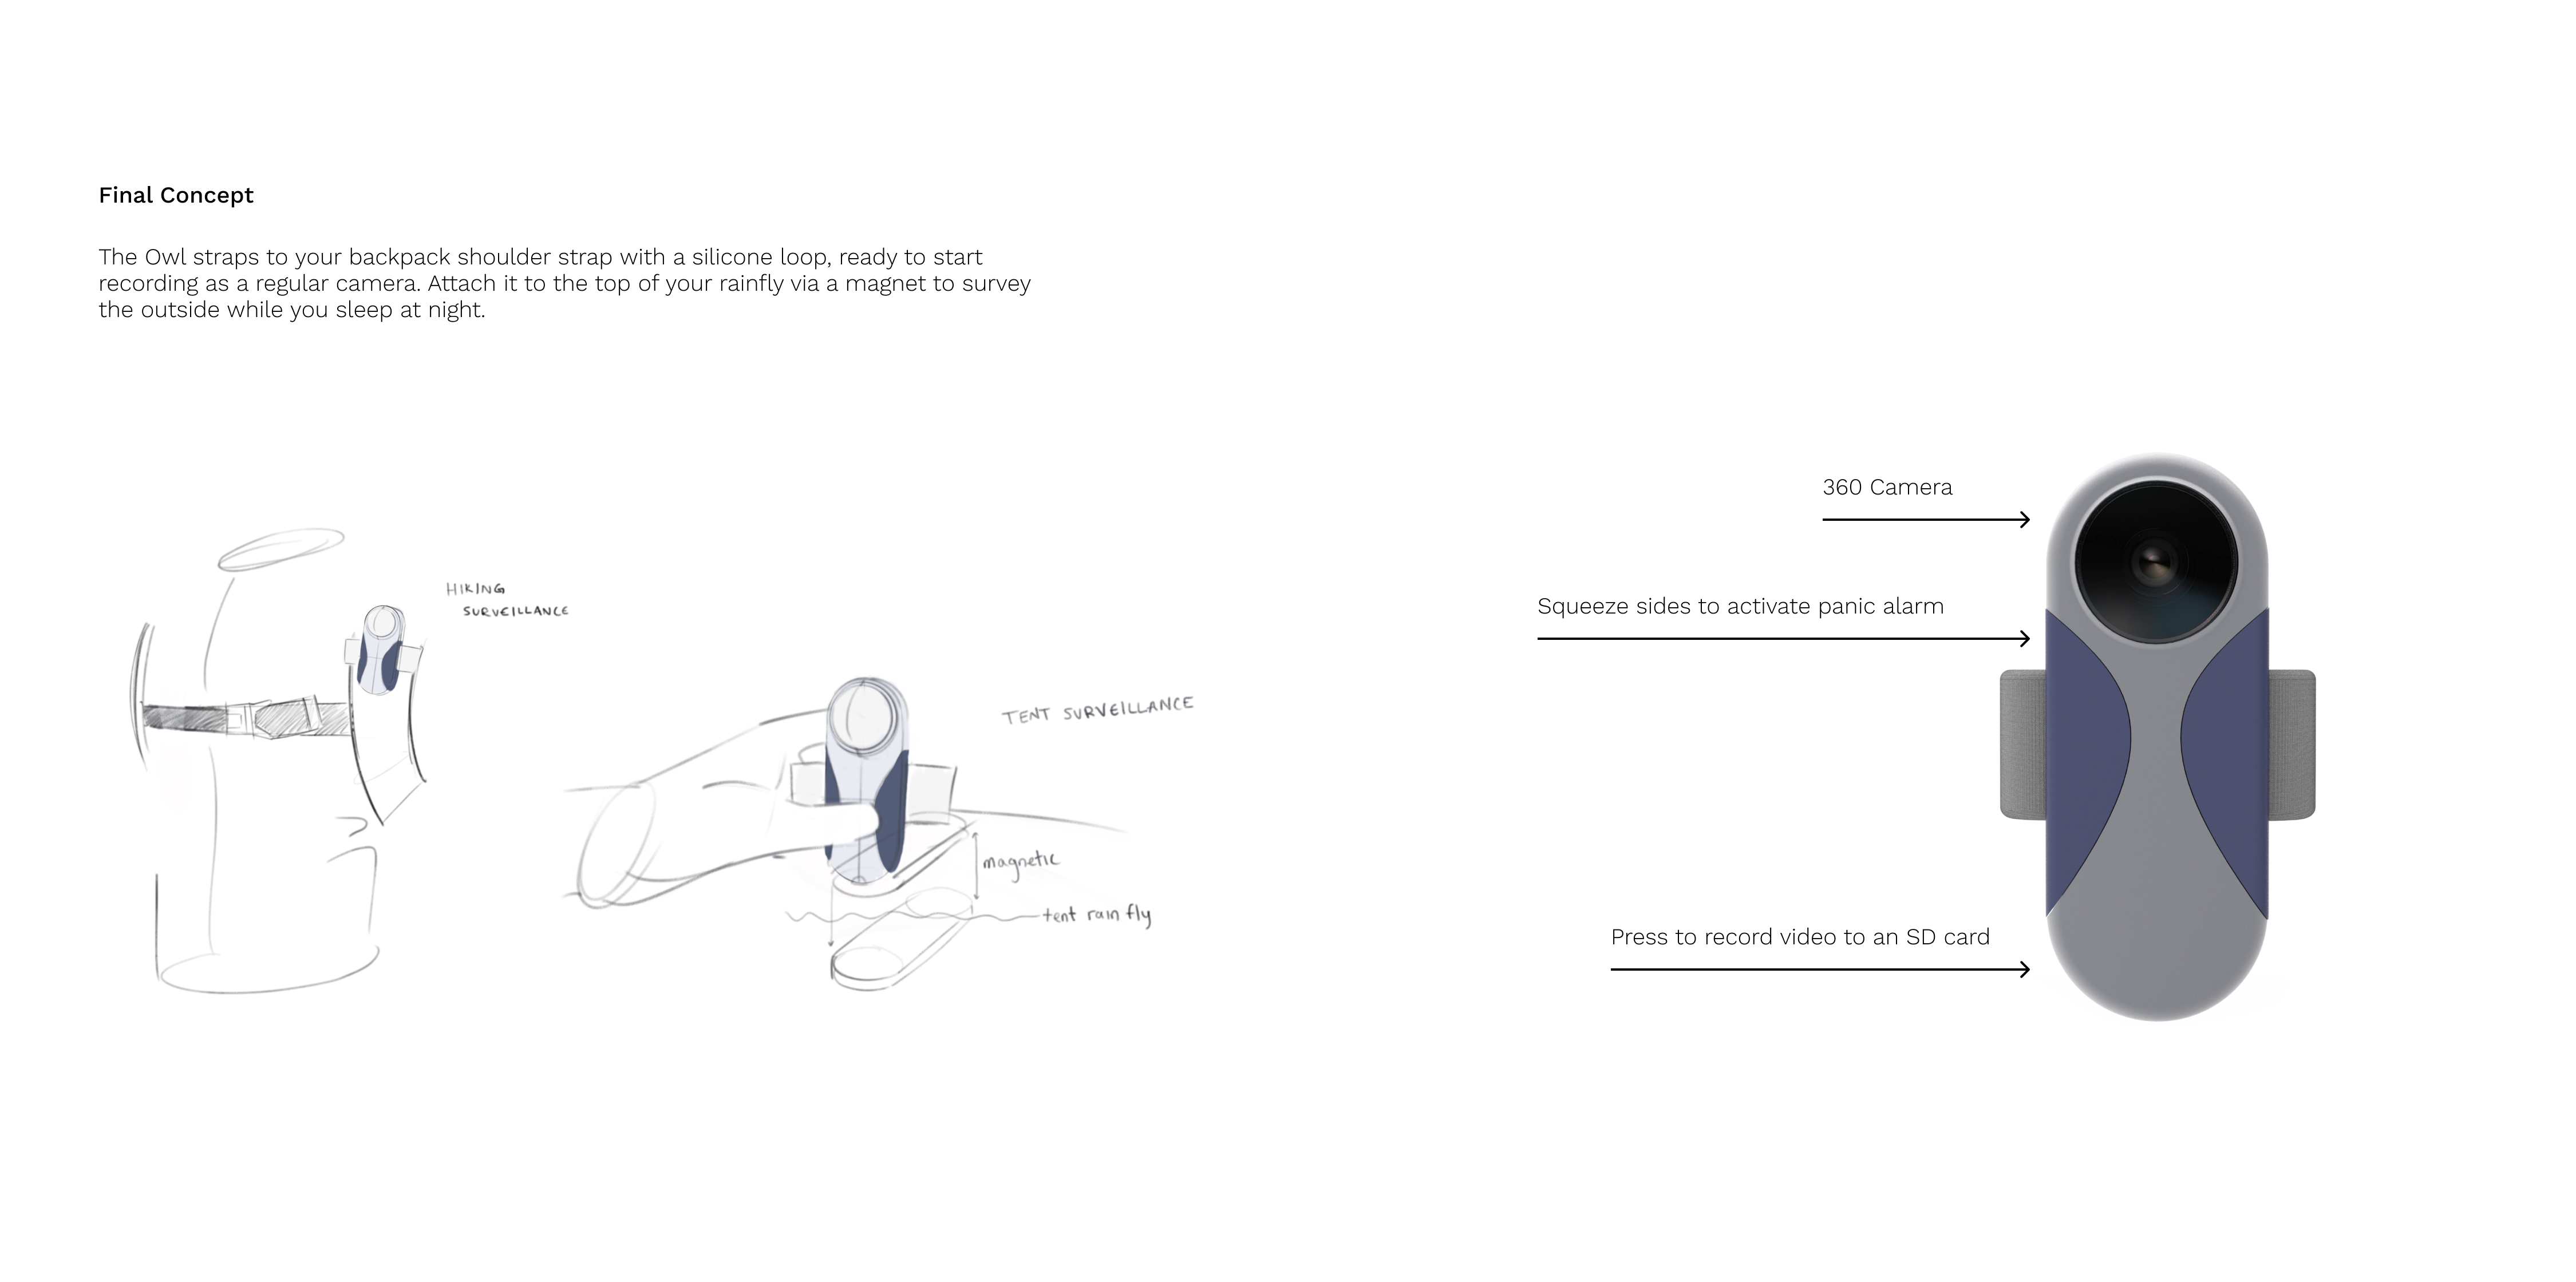 Final Concept
The Owl straps to your backpack shoulder strap with a silicone loop, ready to start
recording as a regular camera. Attach it to the top of your rainfly via a magnet to survey
the outside while you sleep at night.
HIKING
SURVEILLANCE
TENT SURVEILLANCE
magnetic
tent rain fly
360 Camera
Squeeze sides to activate panic alarm
Press to record video to an SD card